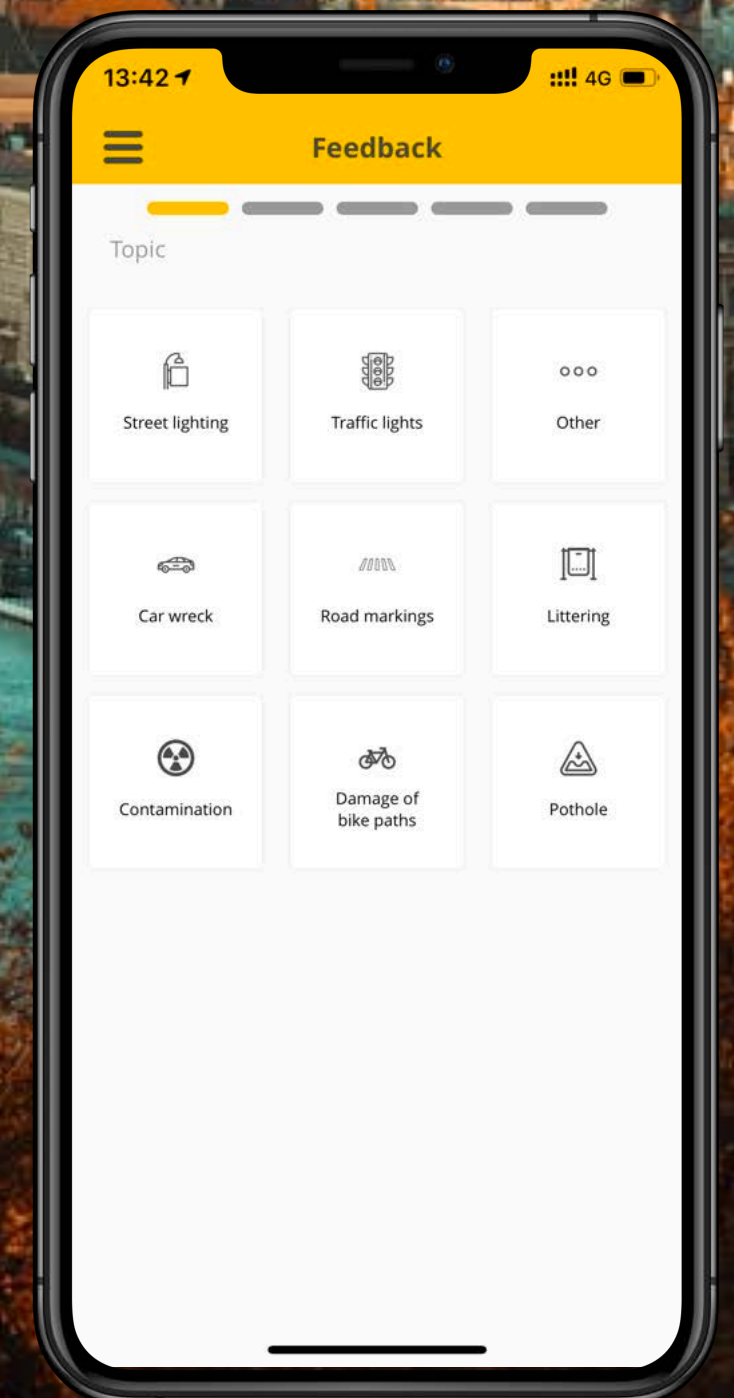 13:42
4G
Feedback
Topic
Street lighting
Traffic lights
Other
Car wreck
Road markings
Littering
Contamination
Damage of
bike paths
Pothole